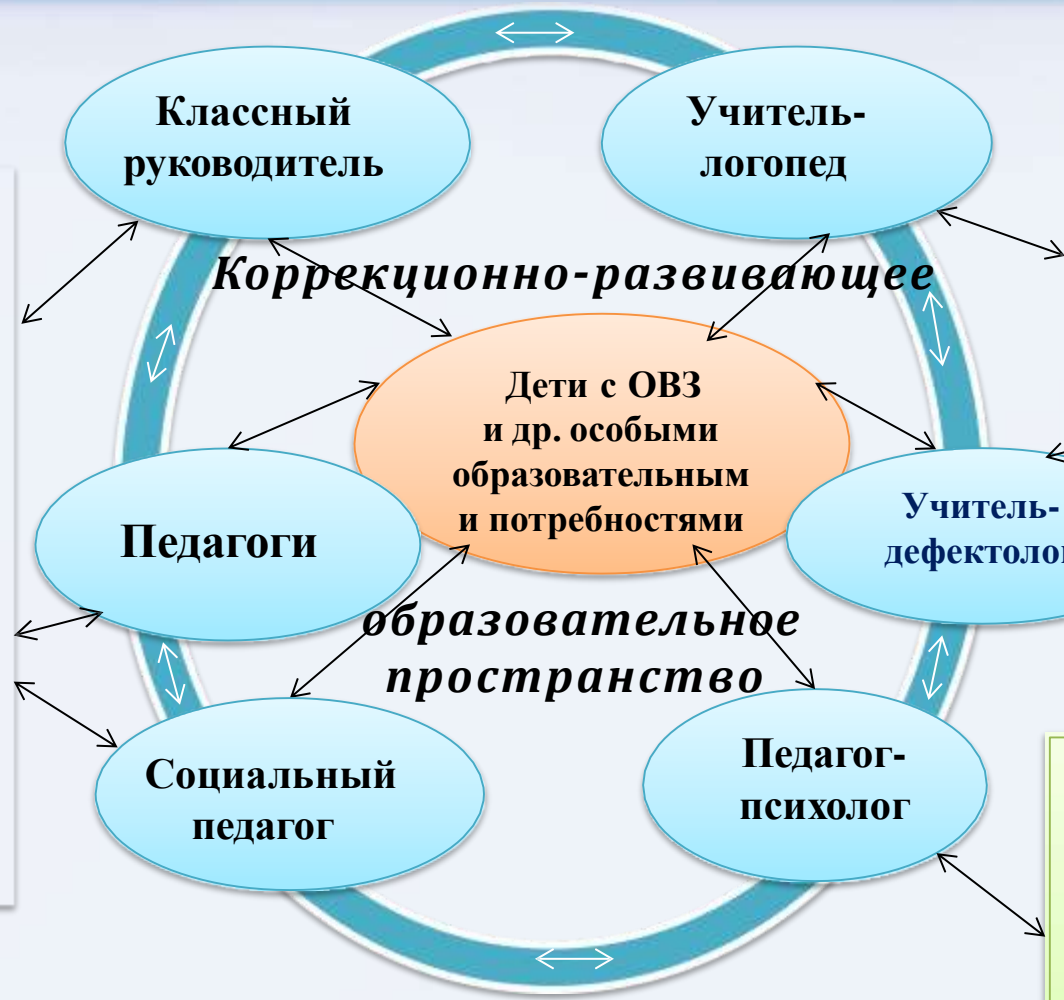 Классный
руководитель
Учитель-
логопед
Коррекционно-развивающее
Дети с ОВЗ
и др. особыми
образовательным
и потребностями
Педагоги
Учитель-
дефектолог
образовательное
пространство
Социальный
педагог
Педагог-
психолог